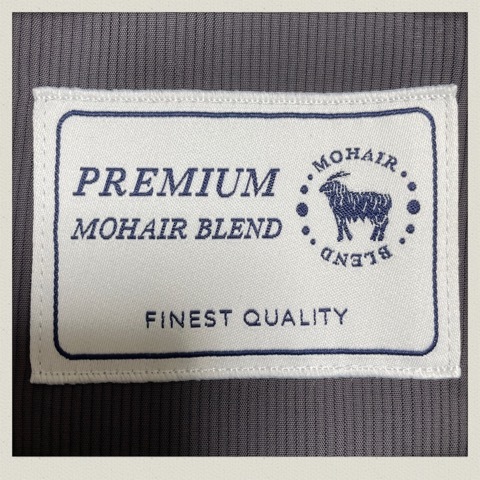 PREMIUM
MOHAIR BLEND
MOHAIR
BLEND
FINEST QUALITY